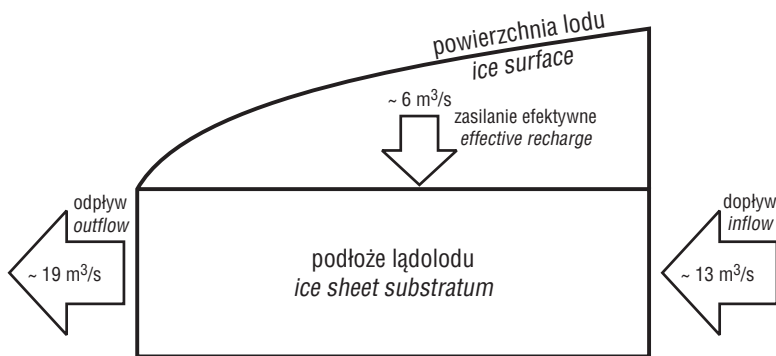 powierzchnia lodu
ice surface
~ 6 m³/s
zasilanie efektywne
effective recharge
odpływ
outflow
~ 19 m³/s
podłoże lądolodu
ice sheet substratum
dopływ
inflow
~ 13 m³/s